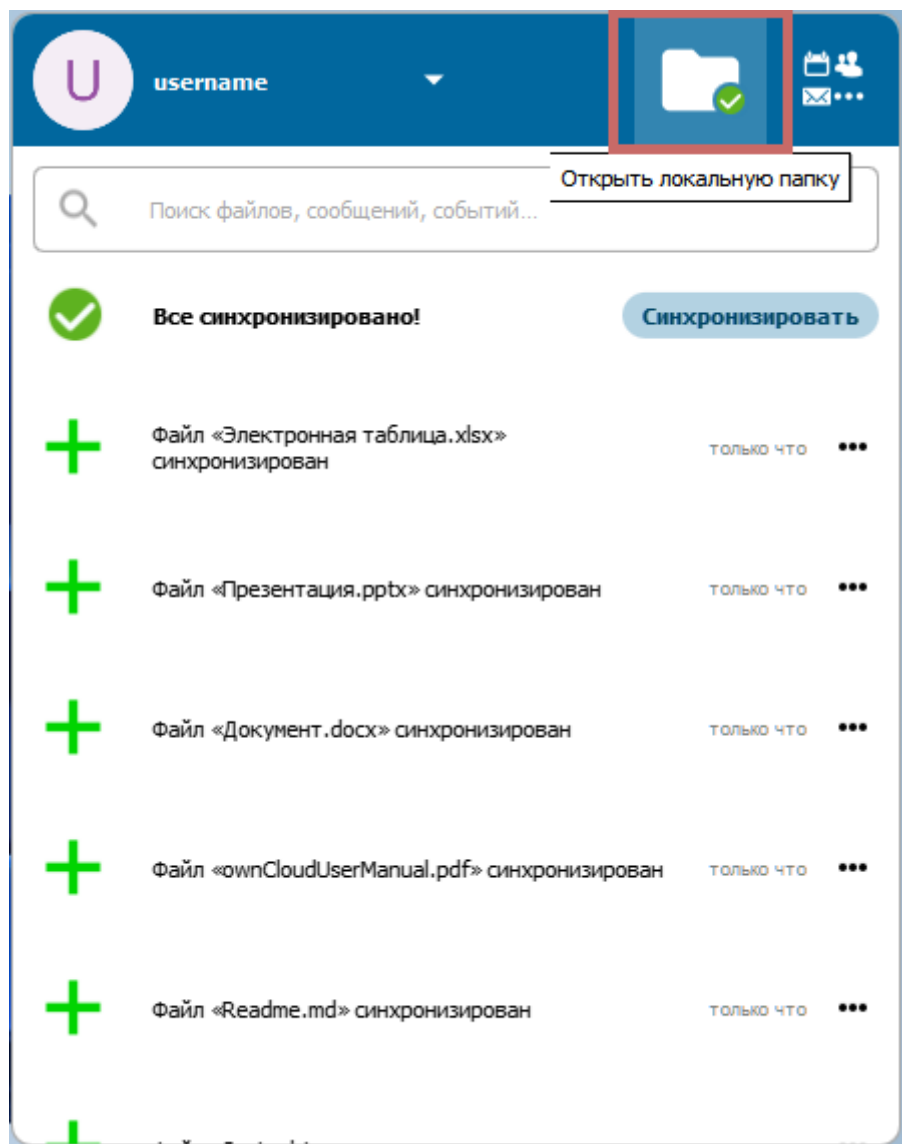 U
username
Открыть локальную папку
Поиск файлов, сообщений, событий...
Все синхронизировано!
Синхронизировать
Файл «Электронная таблица.xlsx»
синхронизирован
только что
Файл «Презентация.pptx» синхронизирован
только что
Файл «Документ.docx» синхронизирован
только что
Файл «ownCloudUserManual.pdf» синхронизирован
только что
Файл «Readme.md» синхронизирован
только что